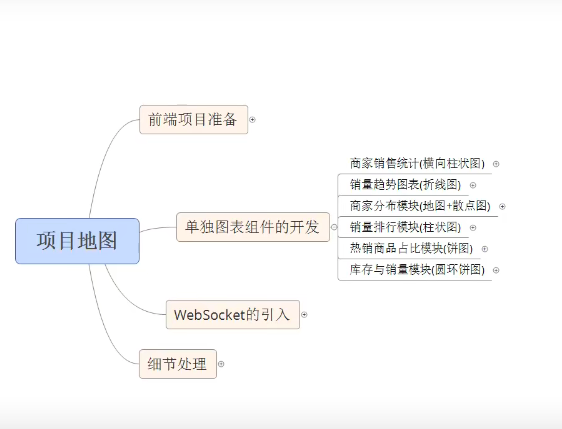 前端项目准备
商家销售统计(横向柱状图)
销量趋势图表(折线图)
商家分布模块(地图+散点图)
单独图表组件的开发
销量排行模块(柱状图)
项目地图
热销商品占比模块(饼图)
库存与销量模块(圆环饼图)
WebSocket的引入
细节处理